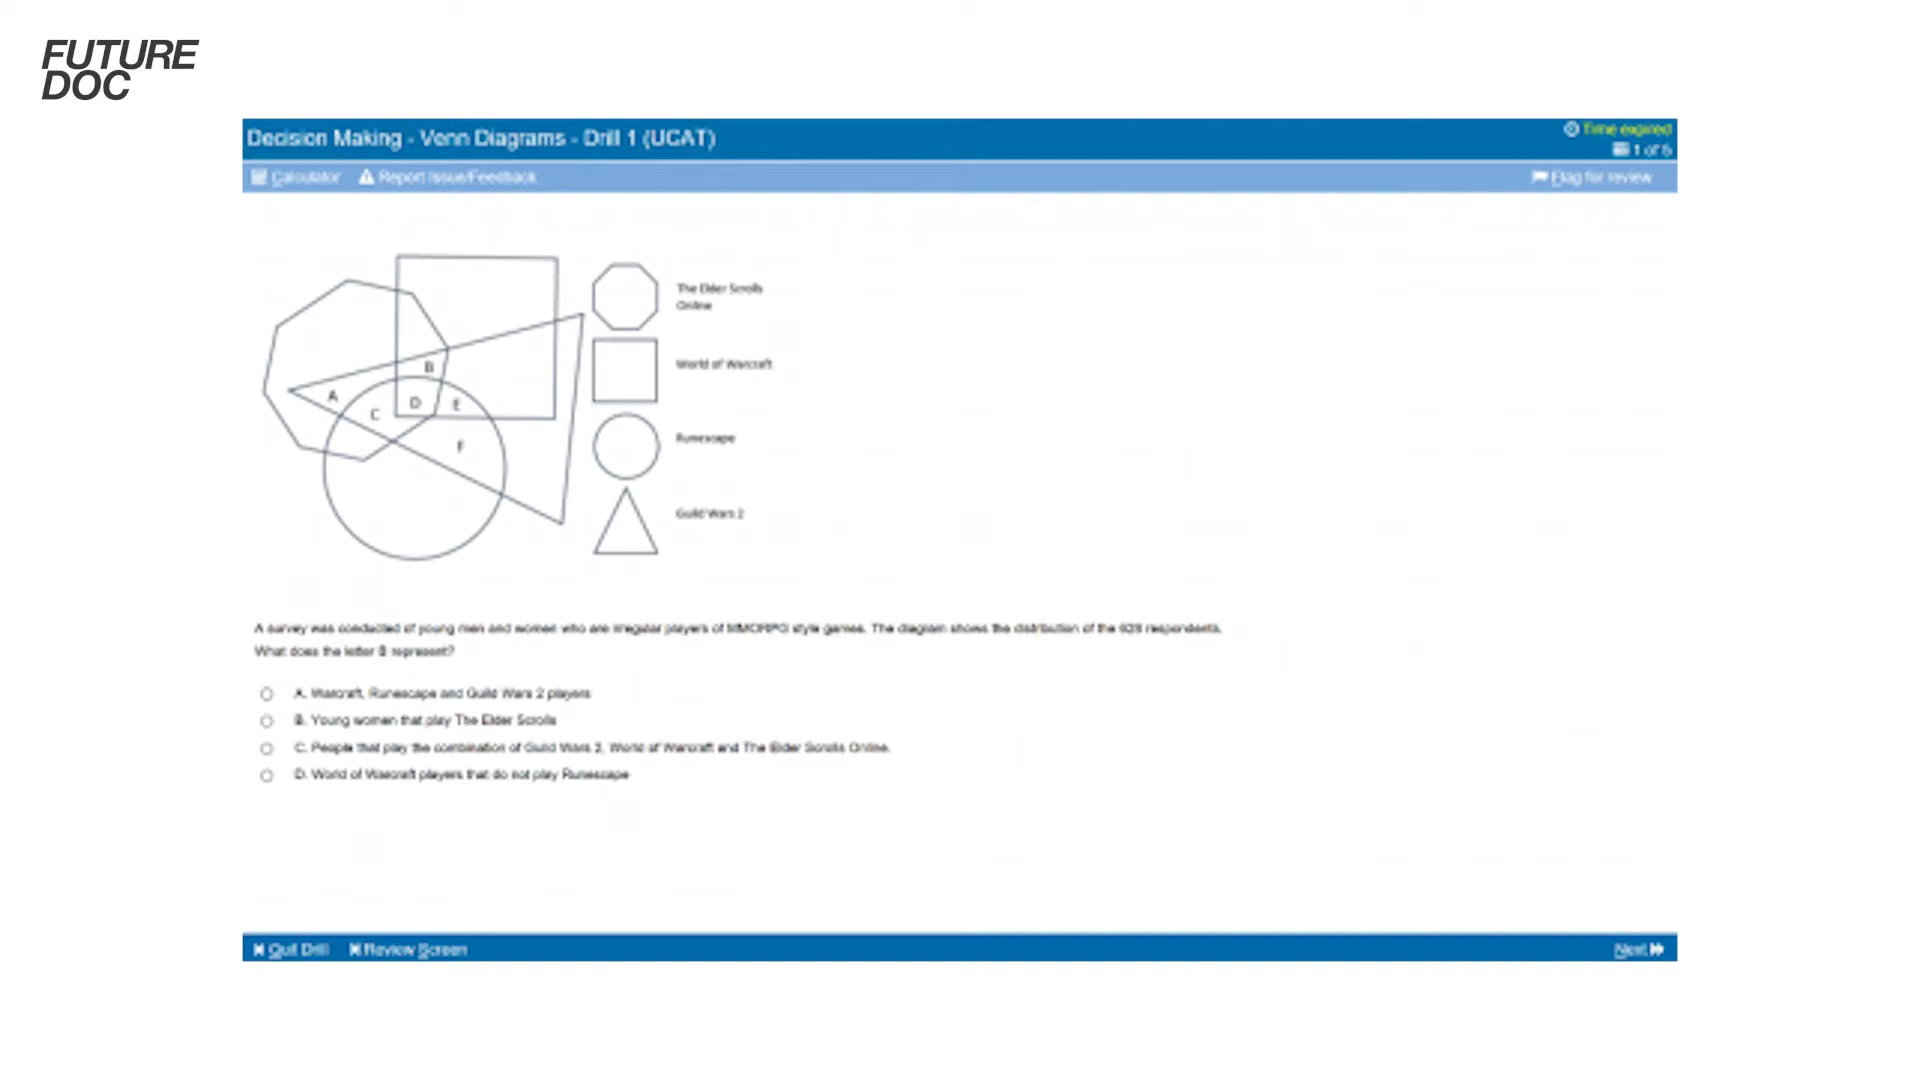 FUTURE
DOC
Decision Making - Venn Diagrams - Drill 1 (UCAT)
Time expired
1 of 5
Calculator
Report Issue/Feedback
Flag for review
The Elder Scrolls
Online
B
World of Warcraft
A
D
E
C
Runescape
F
Guild Wars 2
A survey was conducted of young men and women who are irregular players of MMORPG style games. The diagram shows the distribution of the 628 respondents.
What does the letter B represent?
A. Warcraft, Runescape and Guild Wars 2 players
B. Young women that play The Elder Scrolls
C. People that play the combination of Guild Wars 2, World of Warcraft and The Elder Scrolls Online.
D. World of Warcraft players that do not play Runescape
Quit Drill
Review Screen
Next